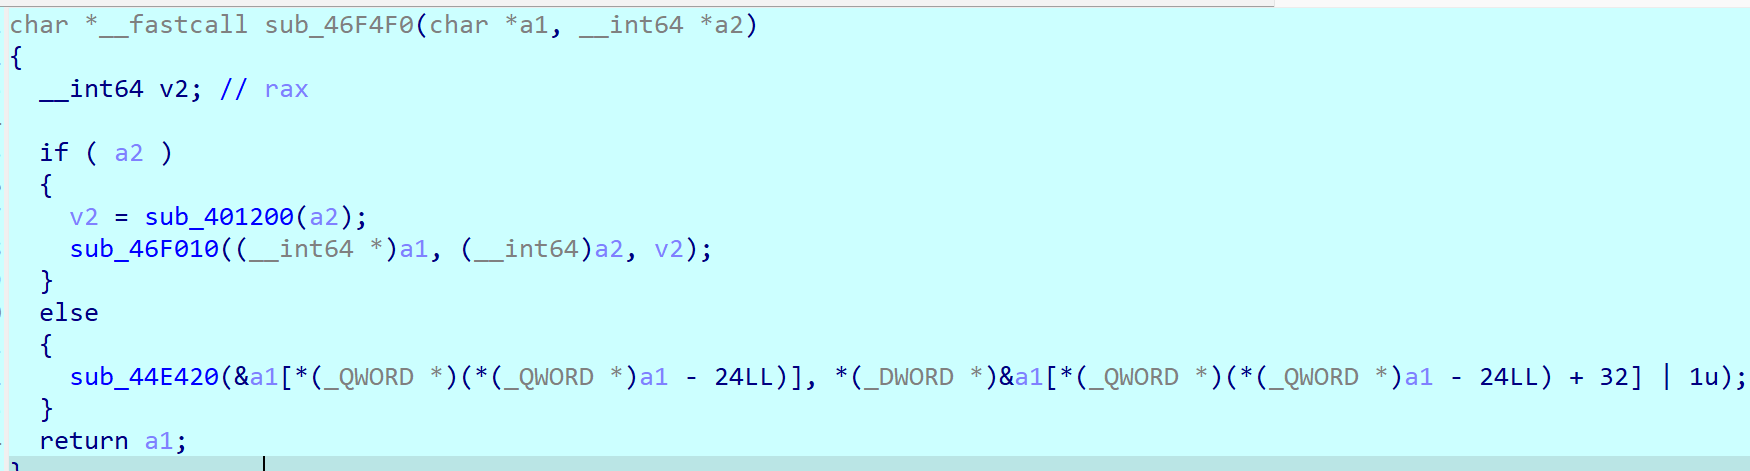 char *__fastcall sub_46F4F0(char *a1, __int64 *a2)
{
  __int64 v2; // rax

  if ( a2 )
  {
    v2 = sub_401200(a2);
    sub_46F010((__int64 *)a1, (__int64)a2, v2);
  }
  else
  {
    sub_44E420(&a1[*(_QWORD *)(*(_QWORD *)a1 - 24LL)], *(_DWORD *)&a1[*(_QWORD *)(*(_QWORD *)a1 - 24LL) + 32] | 1u);
  }
  return a1;
}